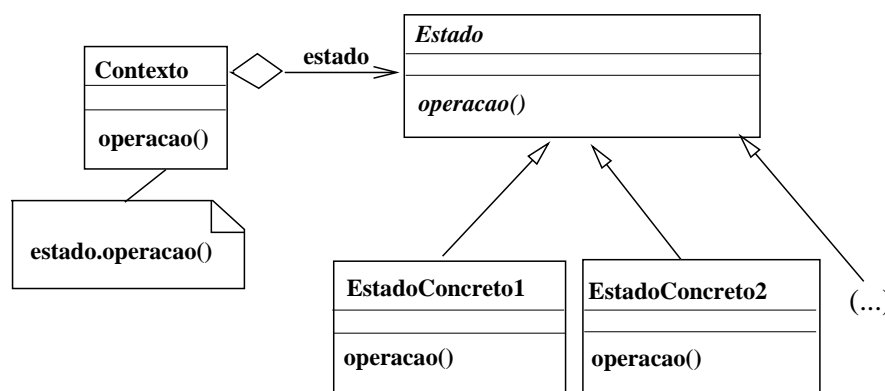 Contexto
operacao()
estado.operacao()
estado
Estado
operacao()
EstadoConcreto1
operacao()
EstadoConcreto2
operacao()
(...)